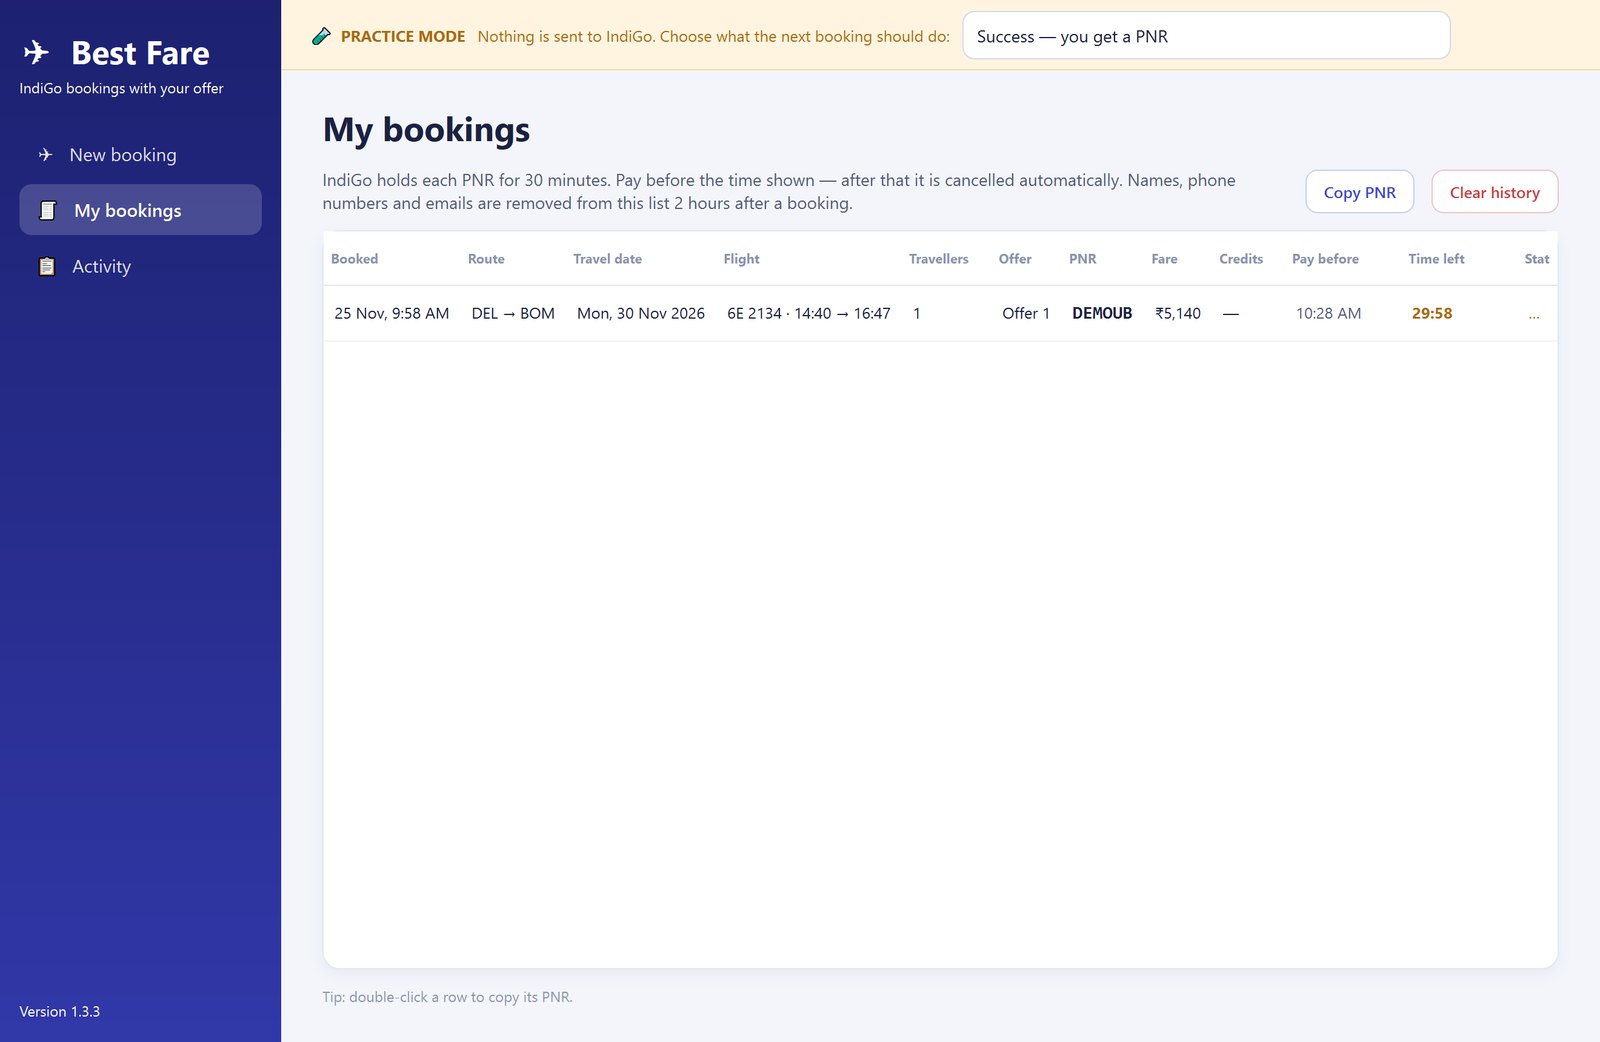 Best Fare
IndiGo bookings with your offer
New booking
My bookings
Activity
Version 1.3.3
PRACTICE MODE Nothing is sent to IndiGo. Choose what the next booking should do: Success — you get a PNR
My bookings
IndiGo holds each PNR for 30 minutes. Pay before the time shown — after that it is cancelled automatically. Names, phone
numbers and emails are removed from this list 2 hours after a booking.
Copy PNR Clear history
Booked Route Travel date Flight Travellers Offer PNR Fare Credits Pay before Time left Stat
25 Nov, 9:58 AM DEL → BOM Mon, 30 Nov 2026 6E 2134 · 14:40 → 16:47 1 Offer 1 DEMOUB ₹5,140 — 10:28 AM 29:58 ...
Tip: double-click a row to copy its PNR.